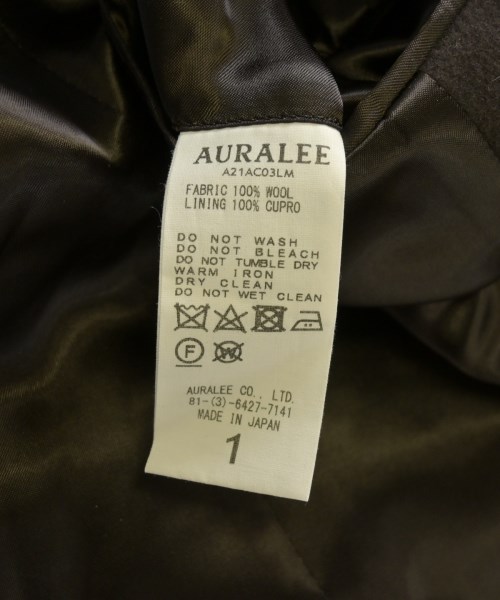 AURALEE
A21AC03LM
FABRIC 100% WOOL
LINING 100% CUPRO
DO NOT WASH
DO NOT BLEACH
DO NOT TUMBLE DRY
WARM IRON
DRY CLEAN
DO NOT WET CLEAN
F W
AURALEE CO., LTD.
81-(3)-6427-7141
MADE IN JAPAN
1